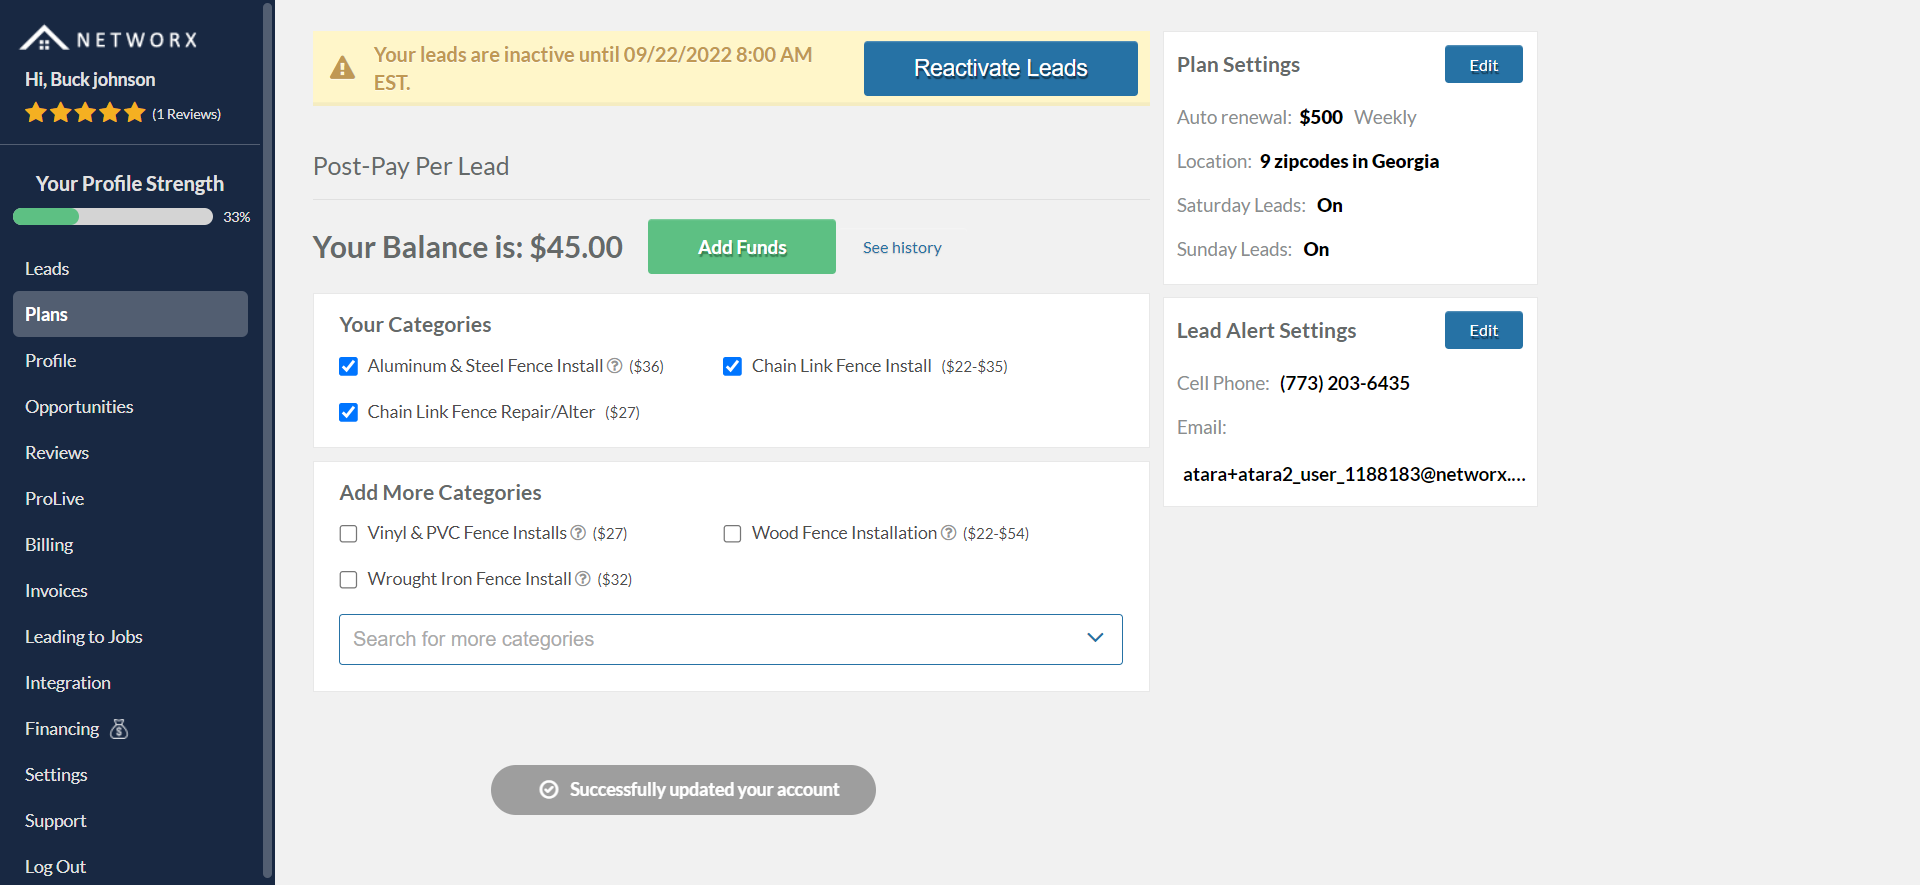 NETWORX
Hi, Buck johnson
(1 Reviews)
Your Profile Strength
33%
Leads
Plans
Profile
Opportunities
Reviews
ProLive
Billing
Invoices
Leading to Jobs
Integration
Financing
Settings
Support
Log Out
Your leads are inactive until 09/22/2022 8:00 AM
EST.
Reactivate Leads
Post-Pay Per Lead
Your Balance is: $45.00
Add Funds
See history
Your Categories
Aluminum & Steel Fence Install ? ($36)
Chain Link Fence Install ($22-$35)
Chain Link Fence Repair/Alter ($27)
Add More Categories
Vinyl & PVC Fence Installs ? ($27)
Wood Fence Installation ? ($22-$54)
Wrought Iron Fence Install ? ($32)
Search for more categories
Successfully updated your account
Plan Settings
Edit
Auto renewal: $500 Weekly
Location: 9 zipcodes in Georgia
Saturday Leads: On
Sunday Leads: On
Lead Alert Settings
Edit
Cell Phone: (773) 203-6435
Email:
atara+atara2_user_1188183@networx....